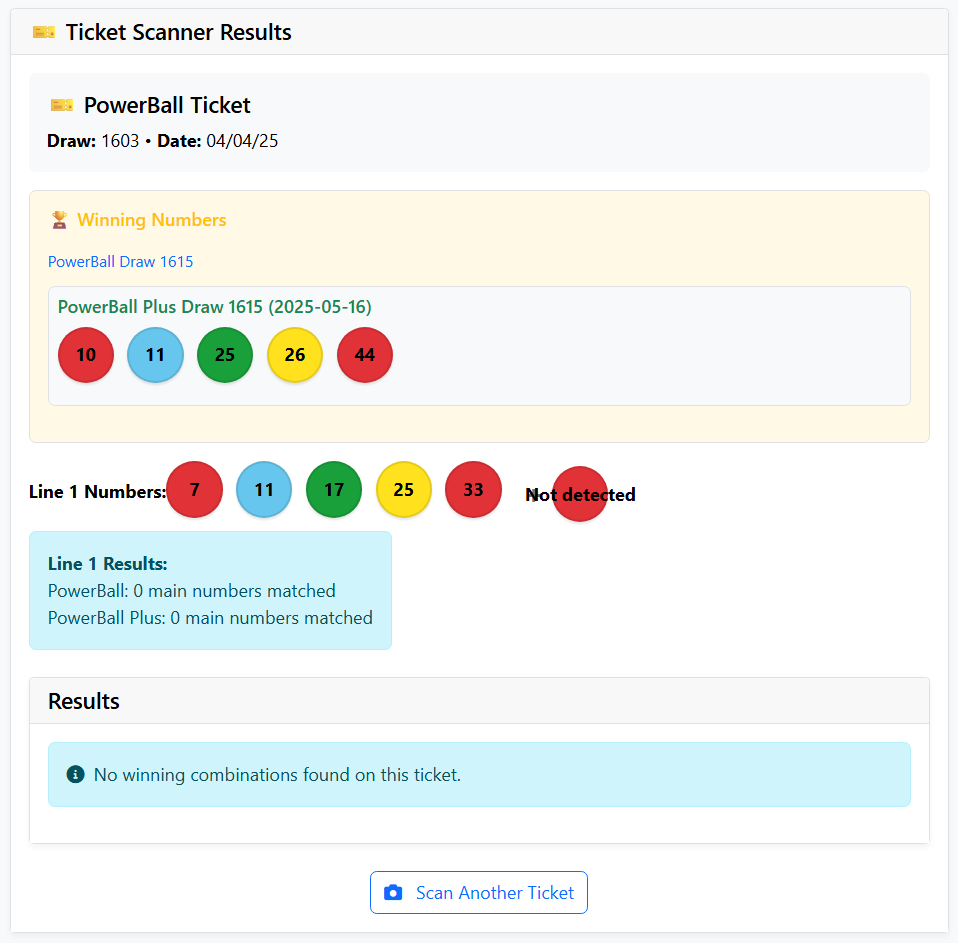 Ticket Scanner Results
PowerBall Ticket
Draw: 1603 • Date: 04/04/25
Winning Numbers
PowerBall Draw 1615
PowerBall Plus Draw 1615 (2025-05-16)
10 11 25 26 44
Line 1 Numbers: 7 11 17 25 33 Not detected
Line 1 Results:
PowerBall: 0 main numbers matched
PowerBall Plus: 0 main numbers matched
Results
No winning combinations found on this ticket.
Scan Another Ticket